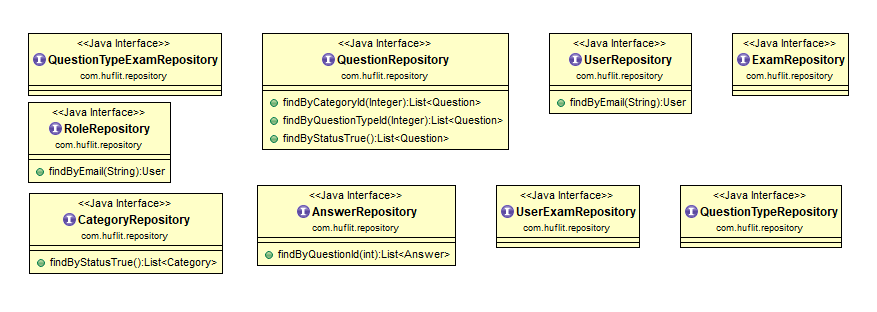 <<Java Interface>>
QuestionTypeExamRepository
com.huflit.repository
<<Java Interface>>
QuestionRepository
com.huflit.repository
findByCategoryId(Integer):List<Question>
findByQuestionTypeId(Integer):List<Question>
findByStatusTrue():List<Question>
<<Java Interface>>
UserRepository
com.huflit.repository
findByEmail(String):User
<<Java Interface>>
ExamRepository
com.huflit.repository
<<Java Interface>>
RoleRepository
com.huflit.repository
findByEmail(String):User
<<Java Interface>>
CategoryRepository
com.huflit.repository
findByStatusTrue():List<Category>
<<Java Interface>>
AnswerRepository
com.huflit.repository
findByQuestionId(int):List<Answer>
<<Java Interface>>
UserExamRepository
com.huflit.repository
<<Java Interface>>
QuestionTypeRepository
com.huflit.repository